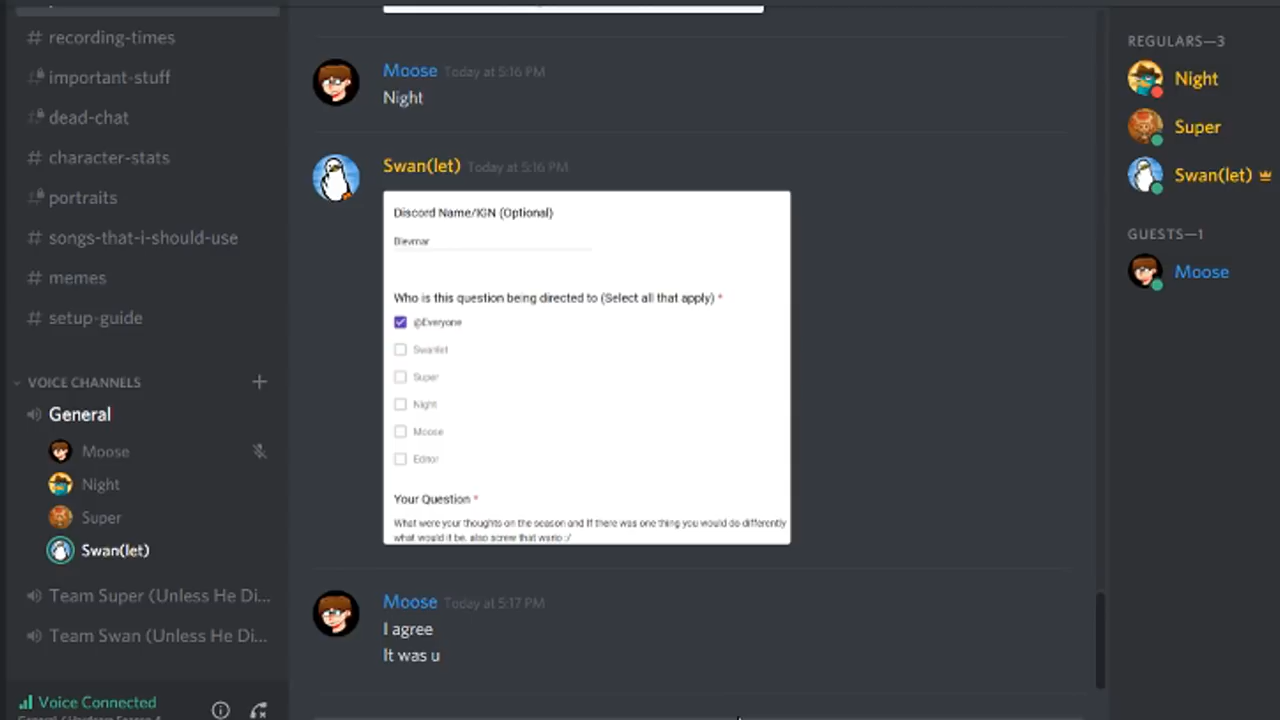 recording-times
important-stuff
dead-chat
character-stats
portraits
songs-that-i-should-use
memes
setup-guide
VOICE CHANNELS
General
Moose
Night
Super
Swan(let)
Team Super (Unless He Di...
Team Swan (Unless He Di...
Voice Connected
Moose Today at 5:16 PM
Night
Swan(let) Today at 5:16 PM
Discord Name/IGN (Optional)
Blevmar
Who is this question being directed to (Select all that apply) *
@Everyone
Swanlet
Super
Night
Moose
Editor
Your Question *
What were your thoughts on the season and if there was one thing you would do differently
what would it be. also screw that wario :/
Moose Today at 5:17 PM
I agree
It was u
REGULARS—3
Night
Super
Swan(let)
GUESTS—1
Moose